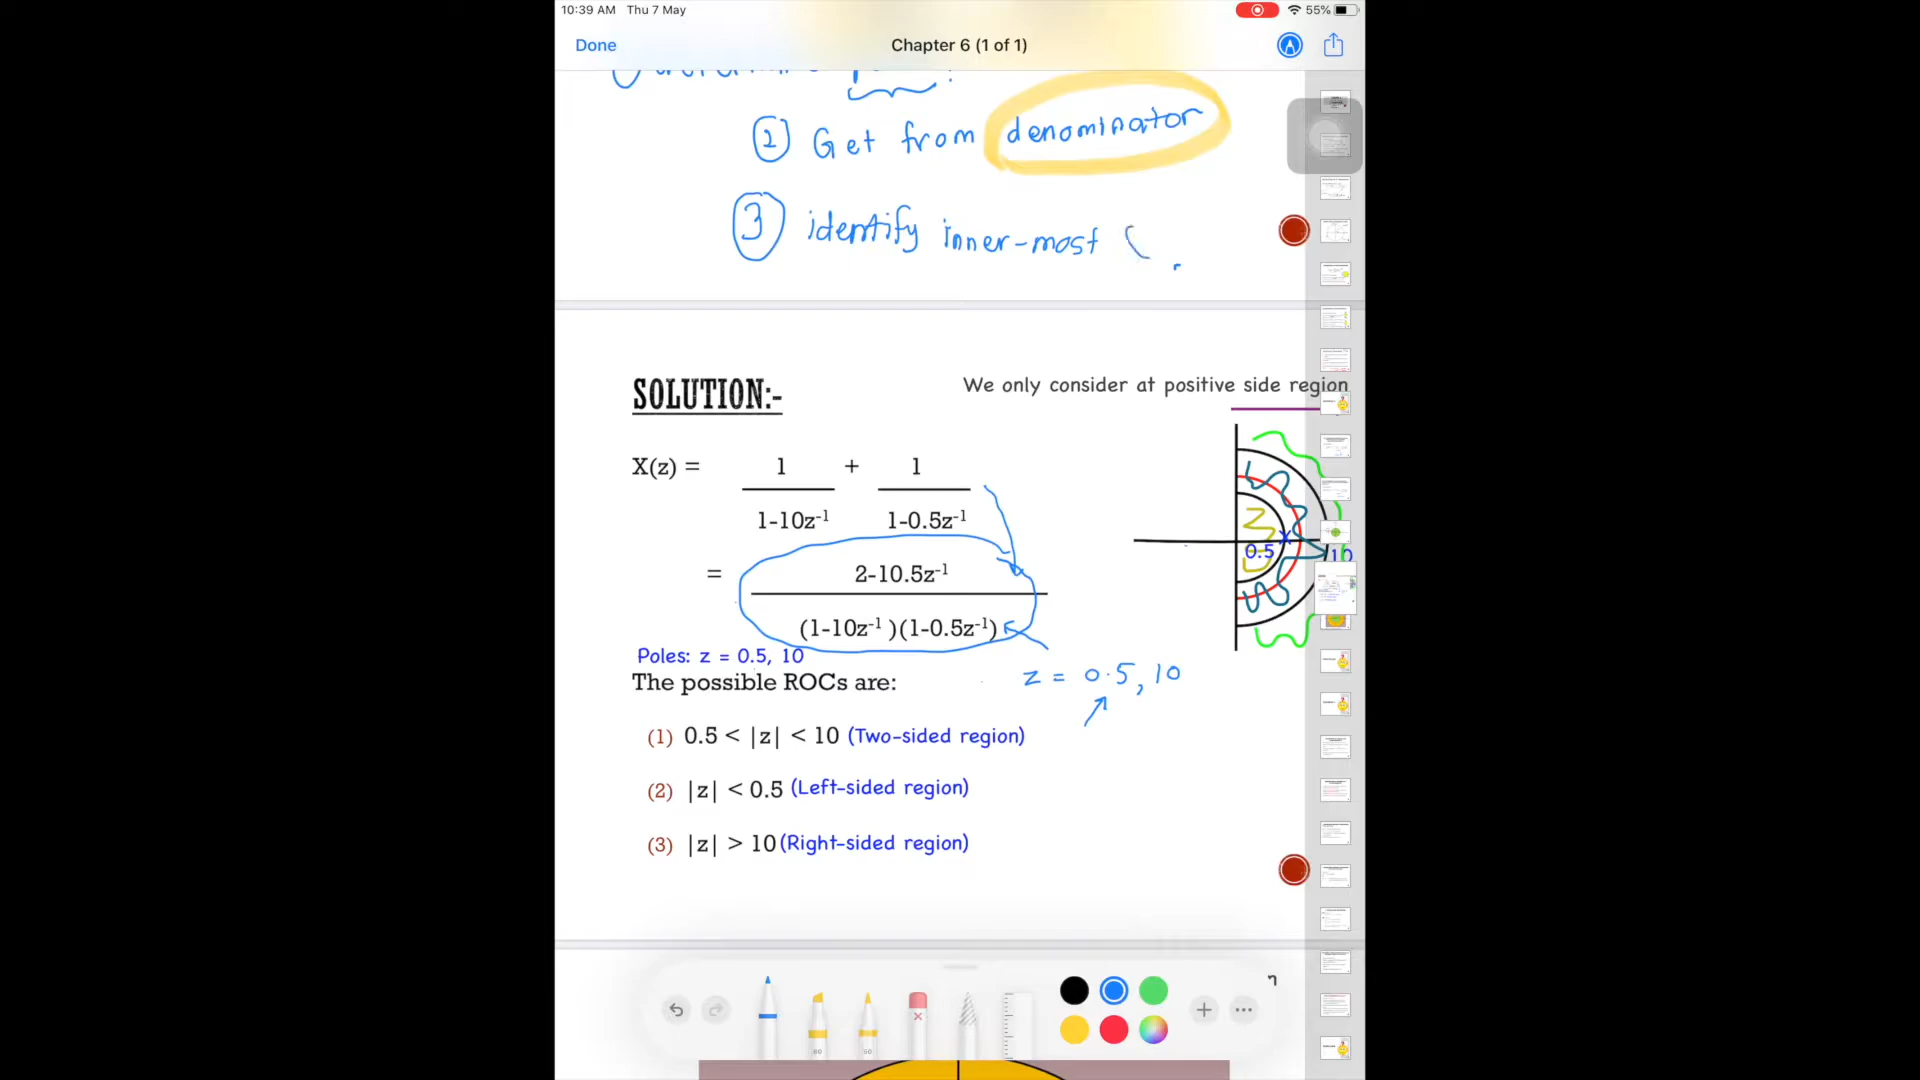 10:39 AM Thu 7 May 55%
Done Chapter 6 (1 of 1)
2 Get from denominator
3 identify inner-most
SOLUTION:-
We only consider at positive side region
X(z) = 1 + 1
1-10z⁻¹ 1-0.5z⁻¹
= 2-10.5z⁻¹
(1-10z⁻¹ )(1-0.5z⁻¹)
0.5 10
Poles: z = 0.5, 10
z = 0.5, 10
The possible ROCs are:
(1) 0.5 < |z| < 10 (Two-sided region)
(2) |z| < 0.5 (Left-sided region)
(3) |z| > 10 (Right-sided region)